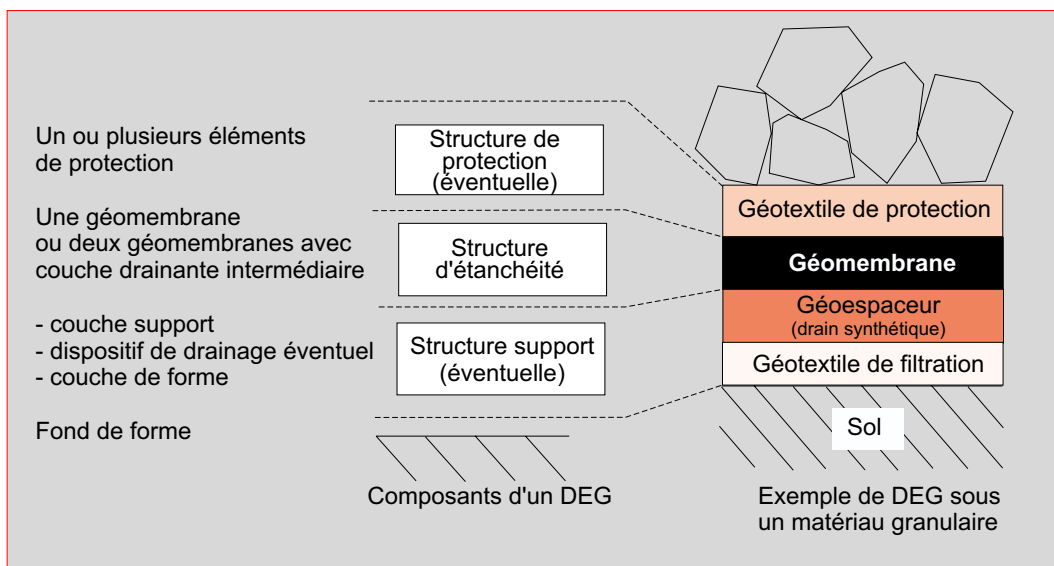 Un ou plusieurs éléments
de protection
Une géomembrane
ou deux géomembranes avec
couche drainante intermédiaire
- couche support
- dispositif de drainage éventuel
- couche de forme
Fond de forme
Structure de
protection
(éventuelle)
Structure
d'étanchéité
Structure support
(éventuelle)
Composants d'un DEG
Géotextile de protection
Géomembrane
Géoespaceur
(drain synthétique)
Géotextile de filtration
Sol
Exemple de DEG sous
un matériau granulaire